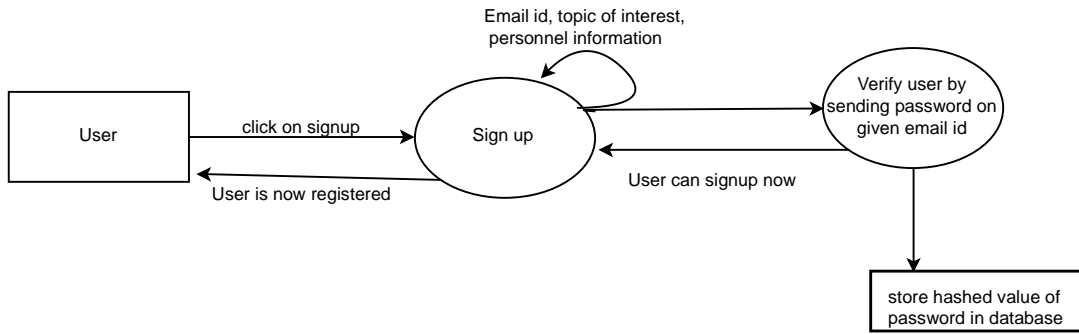 Email id, topic of interest,
personnel information
Verify user by
sending password on
given email id
User
click on signup
Sign up
User can signup now
User is now registered
store hashed value of
password in database